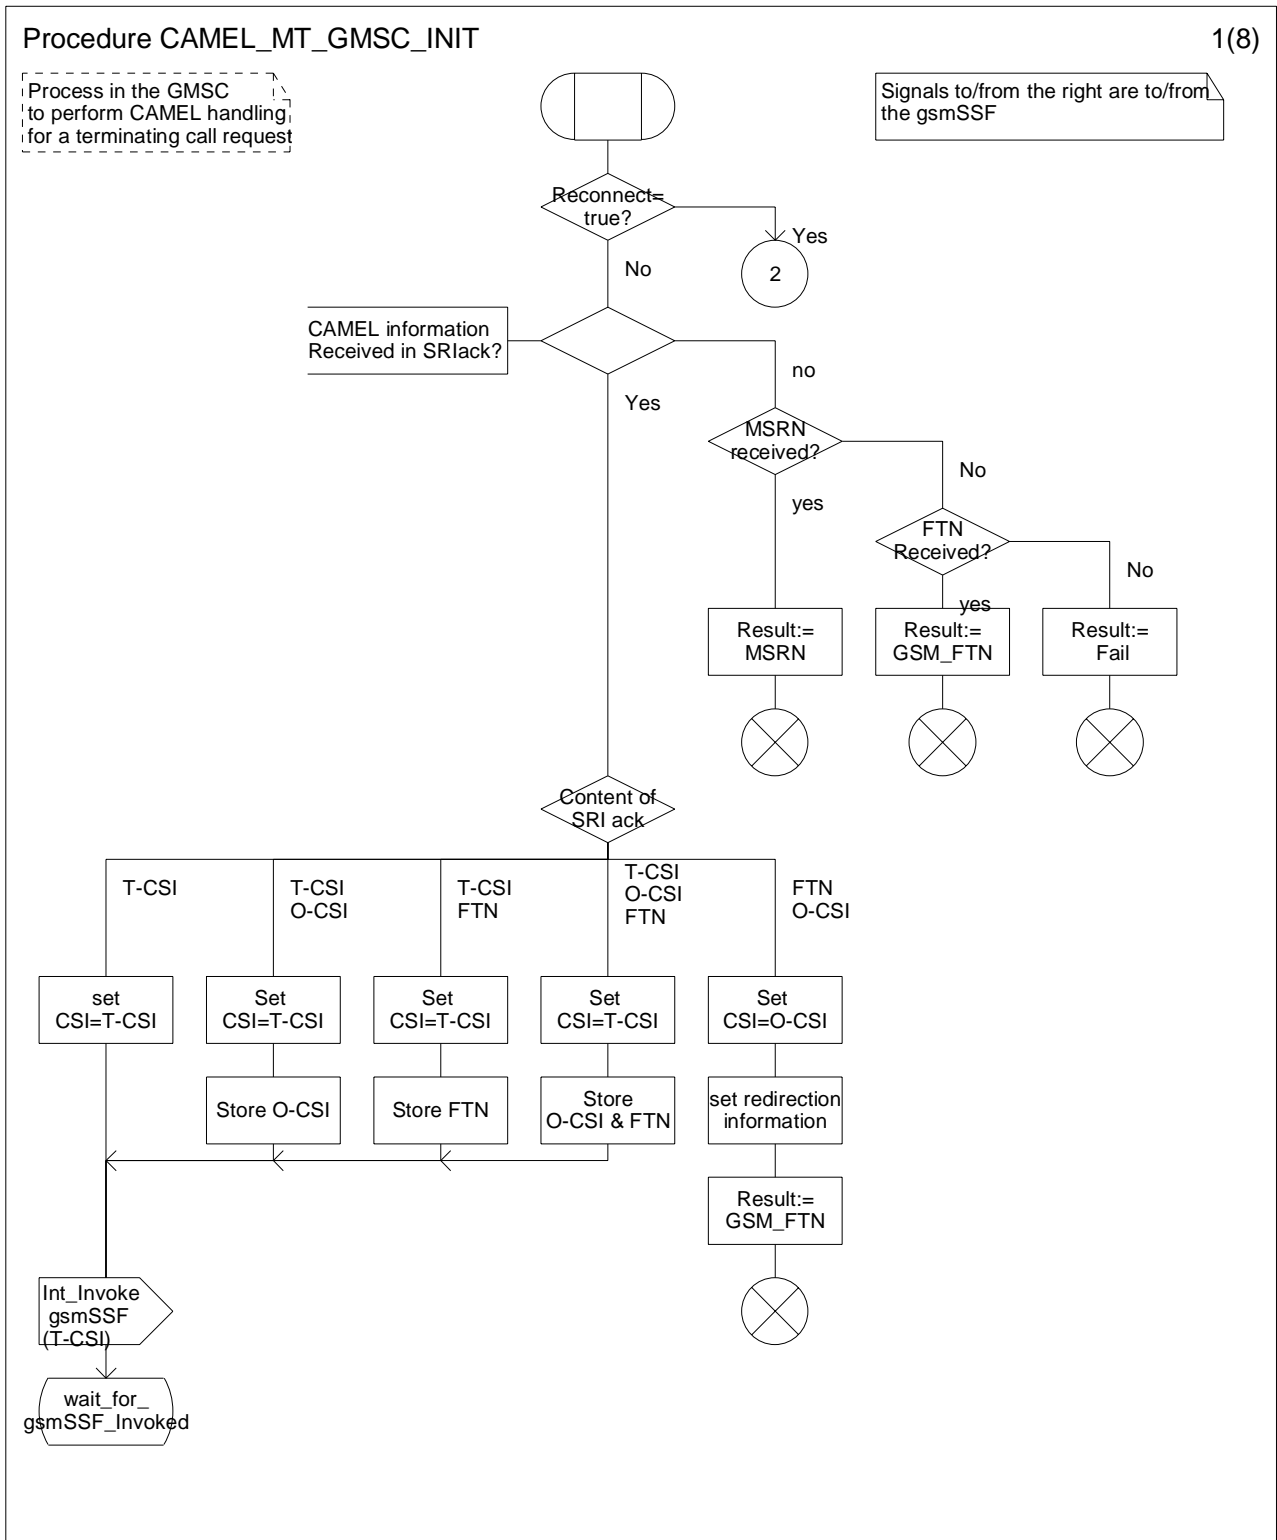 Procedure CAMEL_MT_GMSC_INIT
1(8)
Process in the GMSC
to perform CAMEL handling
for a terminating call request
Signals to/from the right are to/from
the gsmSSF
Reconnect=
true?
Yes
No
2
CAMEL information
Received in SRIack?
no
Yes
MSRN
received?
No
yes
FTN
Received?
No
yes
Result:=
MSRN
Result:=
GSM_FTN
Result:=
Fail
Content of
SRI ack
T-CSI
T-CSI
O-CSI
T-CSI
FTN
T-CSI
O-CSI
FTN
FTN
O-CSI
set
CSI=T-CSI
Set
CSI=T-CSI
Set
CSI=T-CSI
Set
CSI=T-CSI
Set
CSI=O-CSI
Store O-CSI
Store FTN
Store
O-CSI & FTN
set redirection
information
Result:=
GSM_FTN
Int_Invoke
gsmSSF
(T-CSI)
wait_for_
gsmSSF_Invoked